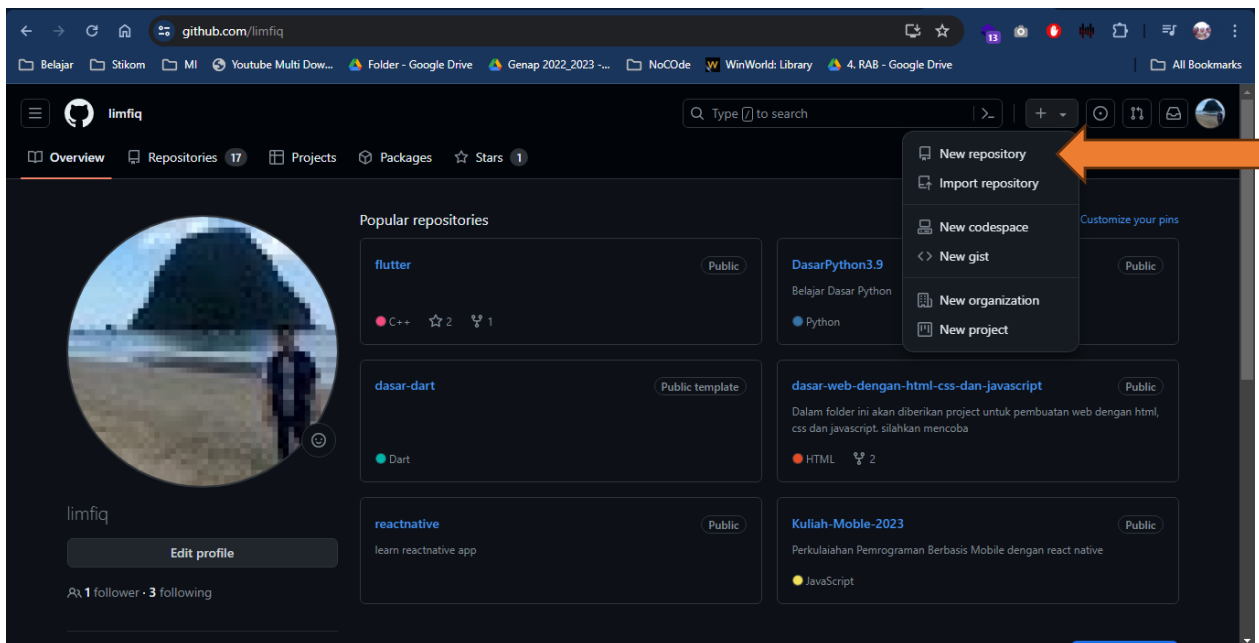 github.com/limfiq
13
Belajar Stikom MI Youtube Multi Dow... Folder - Google Drive Genap 2022_2023 -... NoCOde WinWorld: Library 4. RAB - Google Drive All Bookmarks
limfiq Type / to search
Overview Repositories 17 Projects Packages Stars 1
New repository
Import repository
New codespace
New gist
New organization
New project
Popular repositories Customize your pins
flutter Public
C++ 2 1
DasarPython3.9 Public
Belajar Dasar Python
Python
dasar-dart Public template
Dart
dasar-web-dengan-html-css-dan-javascript Public
Dalam folder ini akan diberikan project untuk pembuatan web dengan html,
css dan javascript. silahkan mencoba
HTML 2
reactnative Public
learn reactnative app
Kuliah-Moble-2023 Public
Perkulaiahan Pemrograman Berbasis Mobile dengan react native
JavaScript
limfiq
Edit profile
1 follower · 3 following